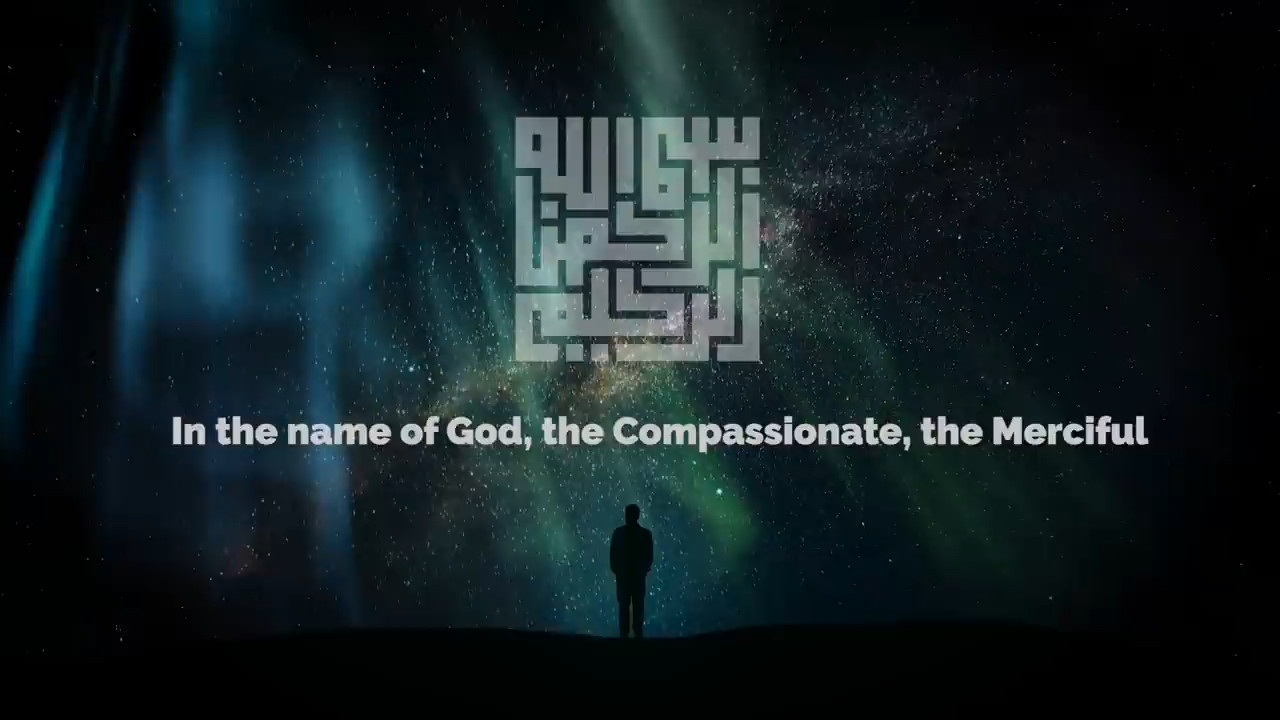 بسم الله
الرحمن
الرحيم
In the name of God, the Compassionate, the Merciful